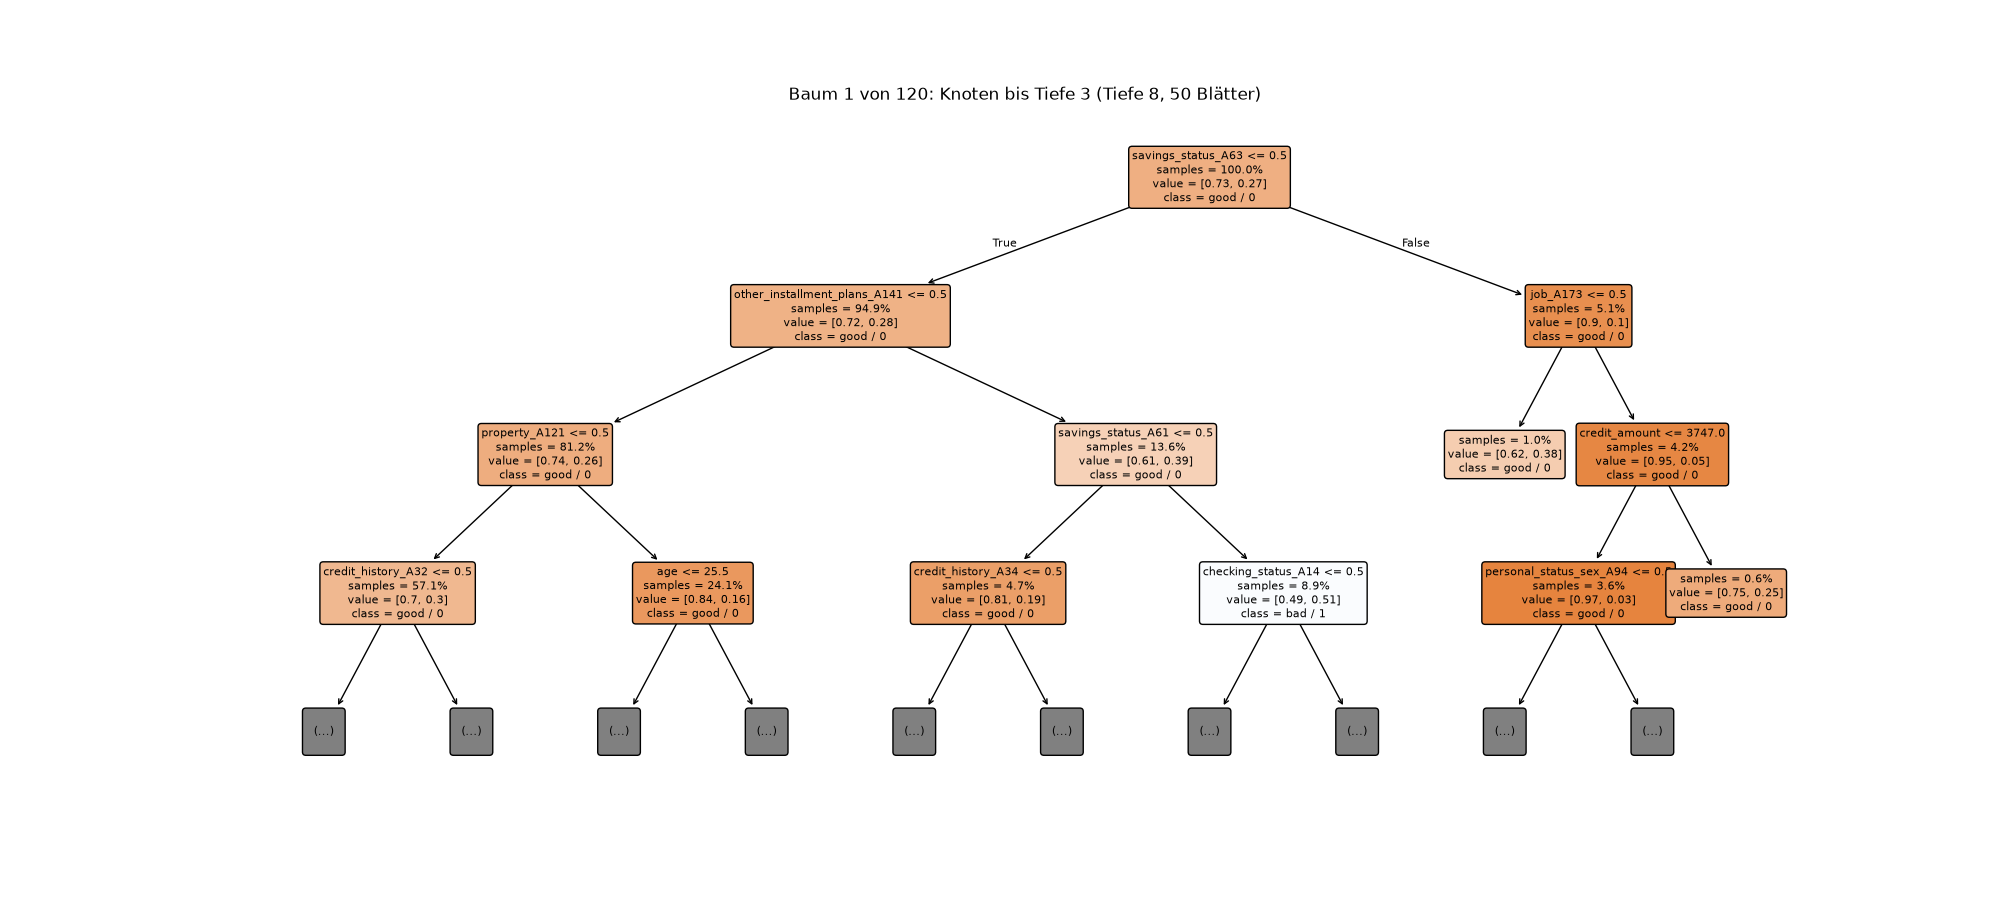 Baum 1 von 120: Knoten bis Tiefe 3 (Tiefe 8, 50 Blätter)
savings_status_A63 <= 0.5
samples = 100.0%
value = [0.73, 0.27]
class = good / 0
True
False
other_installment_plans_A141 <= 0.5
samples = 94.9%
value = [0.72, 0.28]
class = good / 0
job_A173 <= 0.5
samples = 5.1%
value = [0.9, 0.1]
class = good / 0
property_A121 <= 0.5
samples = 81.2%
value = [0.74, 0.26]
class = good / 0
savings_status_A61 <= 0.5
samples = 13.6%
value = [0.61, 0.39]
class = good / 0
samples = 1.0%
value = [0.62, 0.38]
class = good / 0
credit_amount <= 3747.0
samples = 4.2%
value = [0.95, 0.05]
class = good / 0
credit_history_A32 <= 0.5
samples = 57.1%
value = [0.7, 0.3]
class = good / 0
age <= 25.5
samples = 24.1%
value = [0.84, 0.16]
class = good / 0
credit_history_A34 <= 0.5
samples = 4.7%
value = [0.81, 0.19]
class = good / 0
checking_status_A14 <= 0.5
samples = 8.9%
value = [0.49, 0.51]
class = bad / 1
personal_status_sex_A94 <=
samples = 3.6%
value = [0.97, 0.03]
class = good / 0
samples = 0.6%
value = [0.75, 0.25]
class = good / 0
(...)
(...)
(...)
(...)
(...)
(...)
(...)
(...)
(...)
(...)